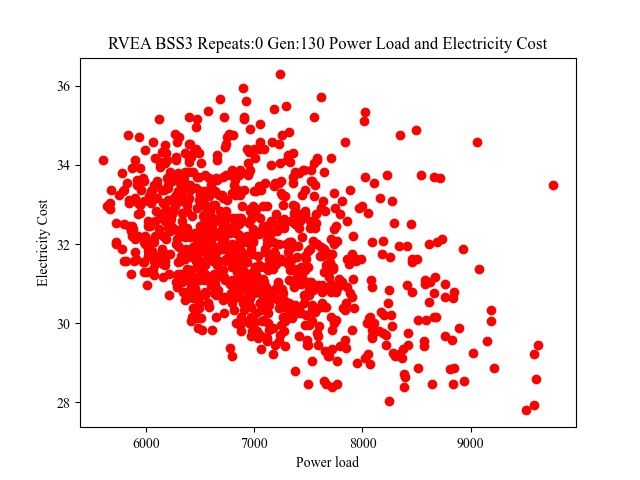 RVEA BSS3 Repeats:0 Gen:130 Power Load and Electricity Cost
36
34
32
30
28
Electricity Cost
6000 7000 8000 9000
Power load